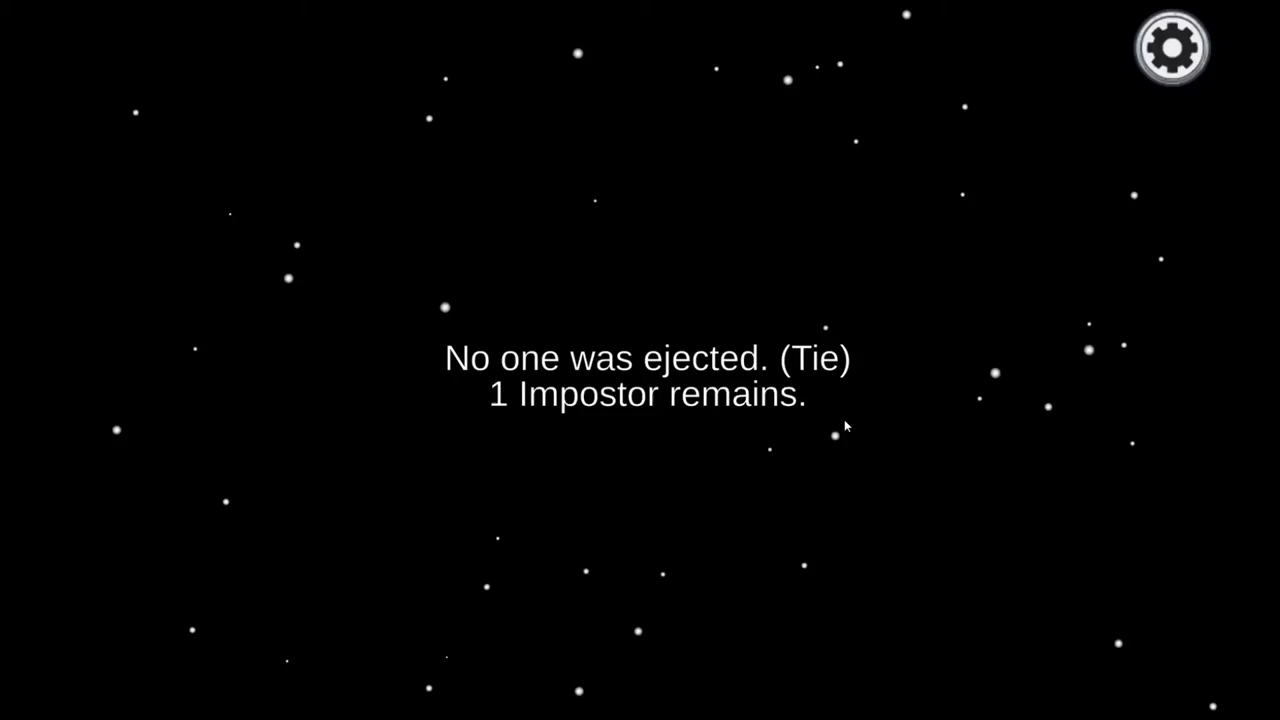 No one was ejected. (Tie)
1 Impostor remains.